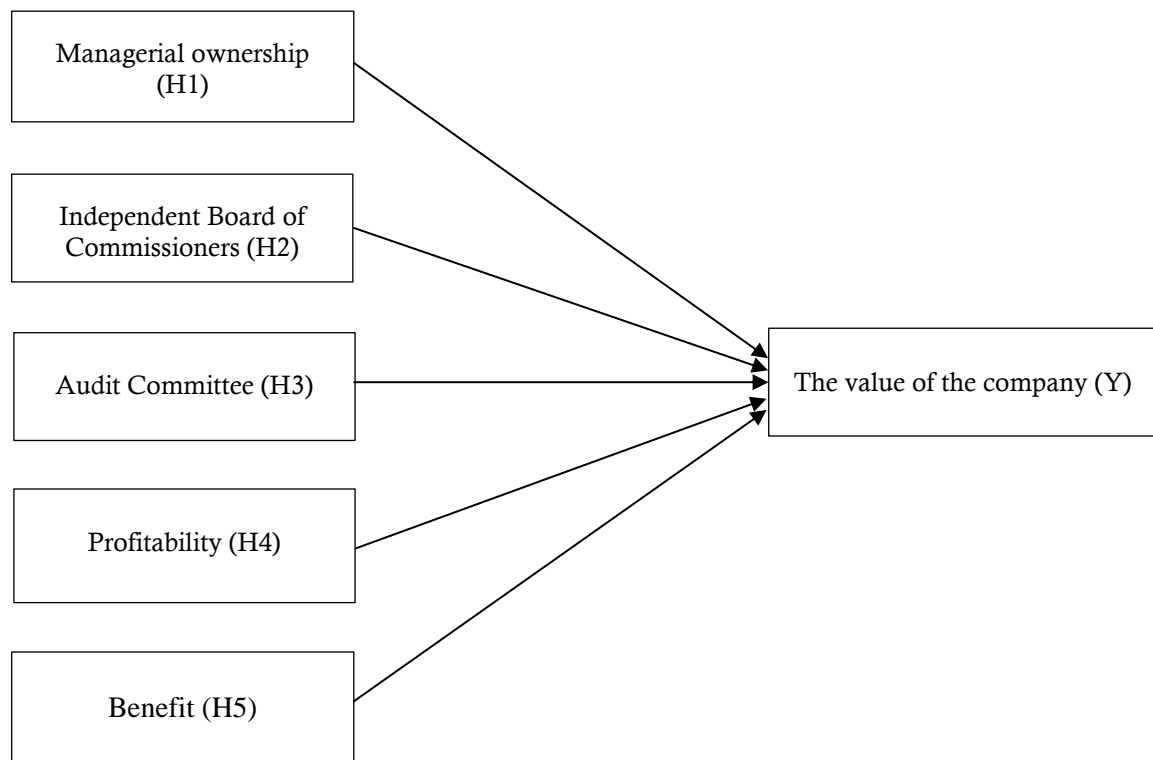 Managerial ownership
(H1)
Independent Board of
Commissioners (H2)
Audit Committee (H3)
The value of the company (Y)
Profitability (H4)
Benefit (H5)